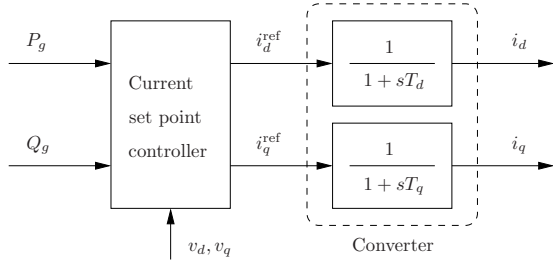 P_g
i_d^ref
1
1 + sT_d
i_d
Current
set point
controller
Q_g
i_q^ref
1
1 + sT_q
i_q
v_d, v_q
Converter